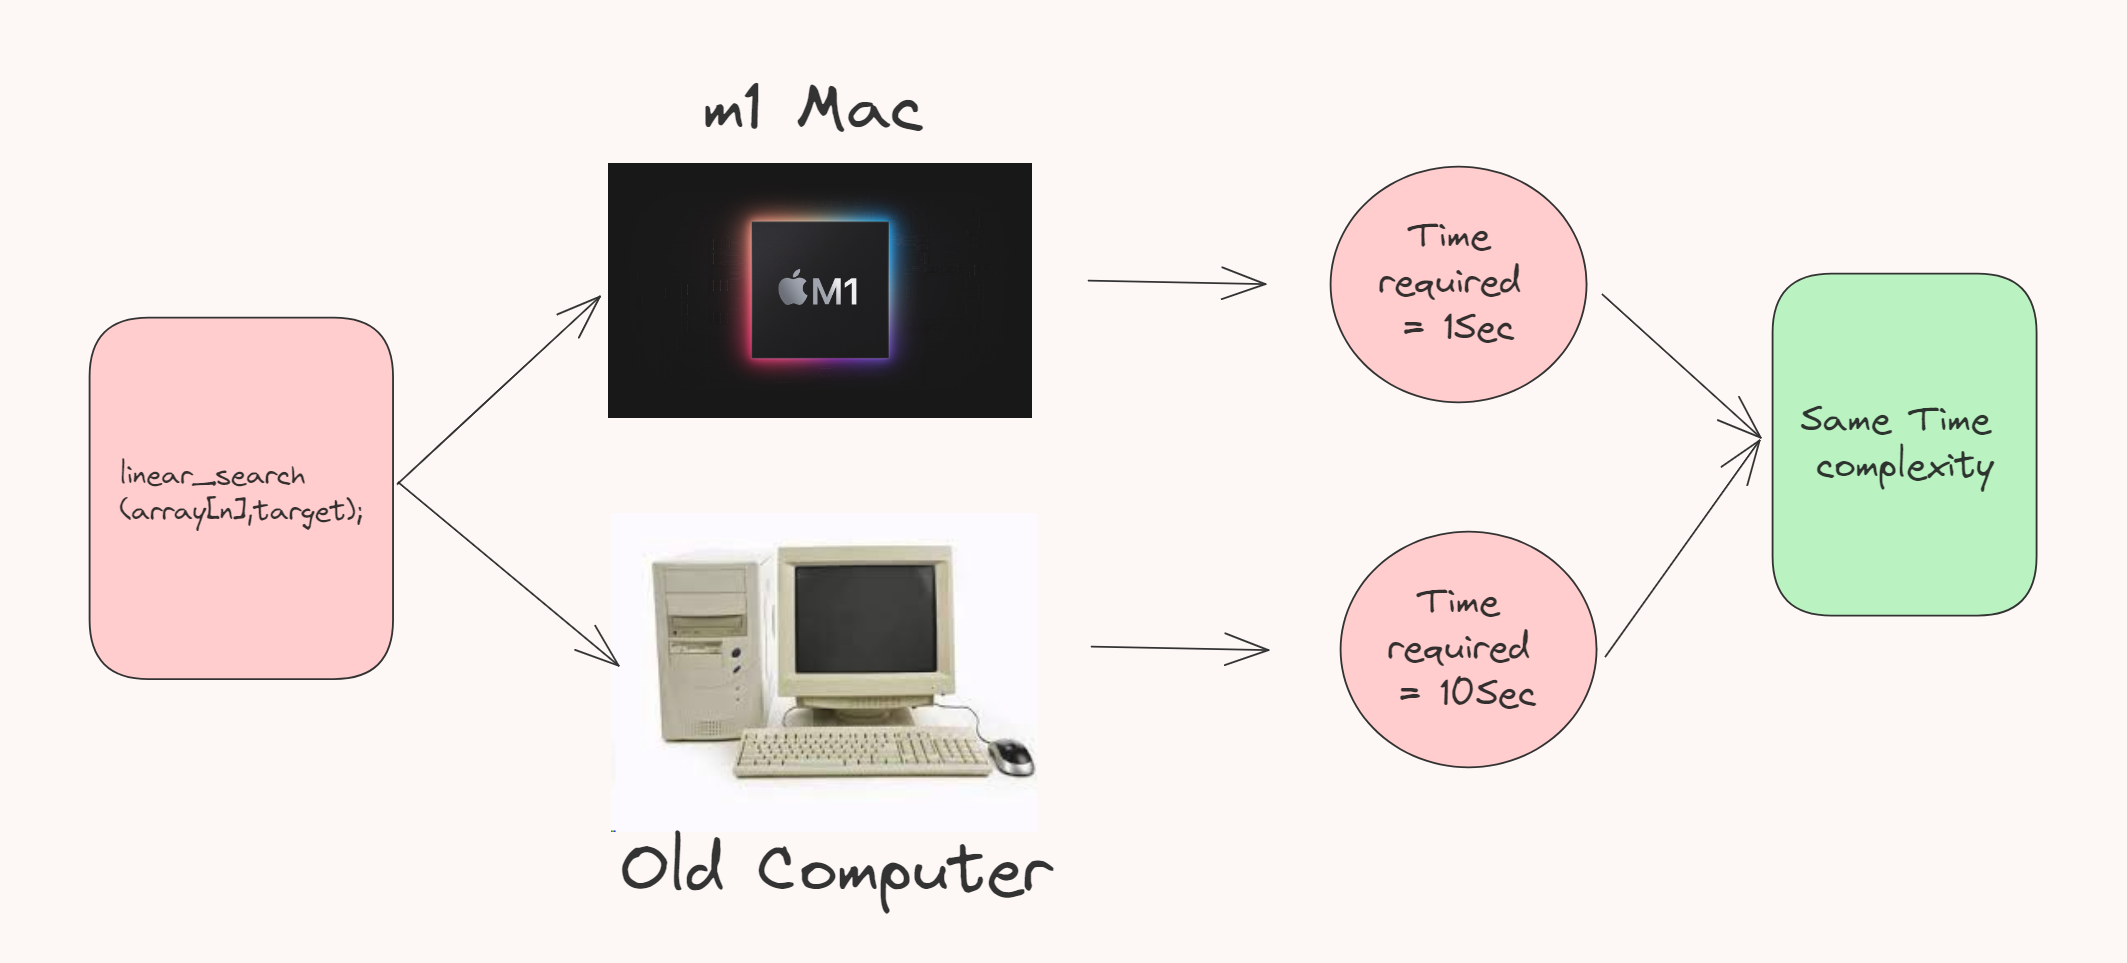 m1 Mac
M1
linear_search
(array[n],target);
Time
required
= 1Sec
Same Time
complexity
Time
required
= 10Sec
Old Computer